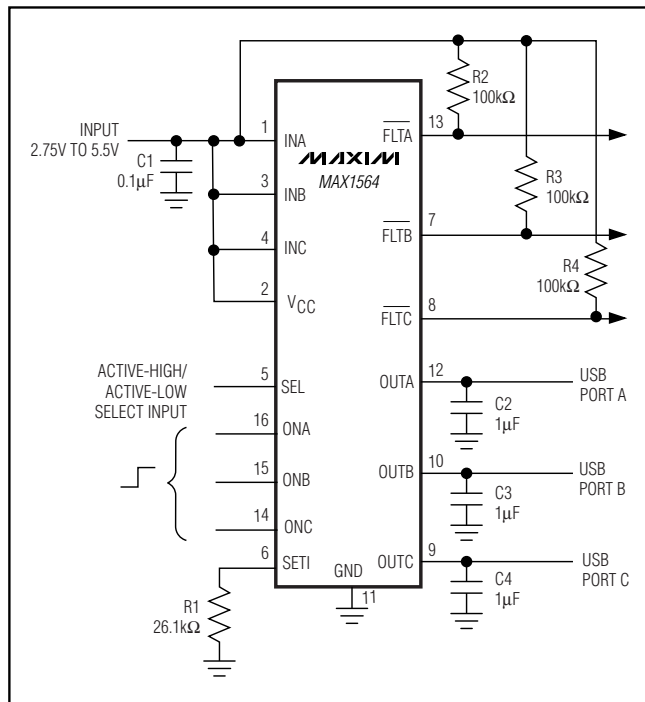 R2
100kΩ
INPUT
2.75V TO 5.5V
C1
0.1μF
1
INA
3
INB
4
INC
2
VCC
MAXIM
MAX1564
13
FLTA
R3
100kΩ
7
FLTB
R4
100kΩ
8
FLTC
ACTIVE-HIGH/
ACTIVE-LOW
SELECT INPUT
5
SEL
16
ONA
15
ONB
14
ONC
6
SETI
R1
26.1kΩ
GND
11
12
OUTA
USB
PORT A
C2
1μF
10
OUTB
USB
PORT B
C3
1μF
9
OUTC
USB
PORT C
C4
1μF